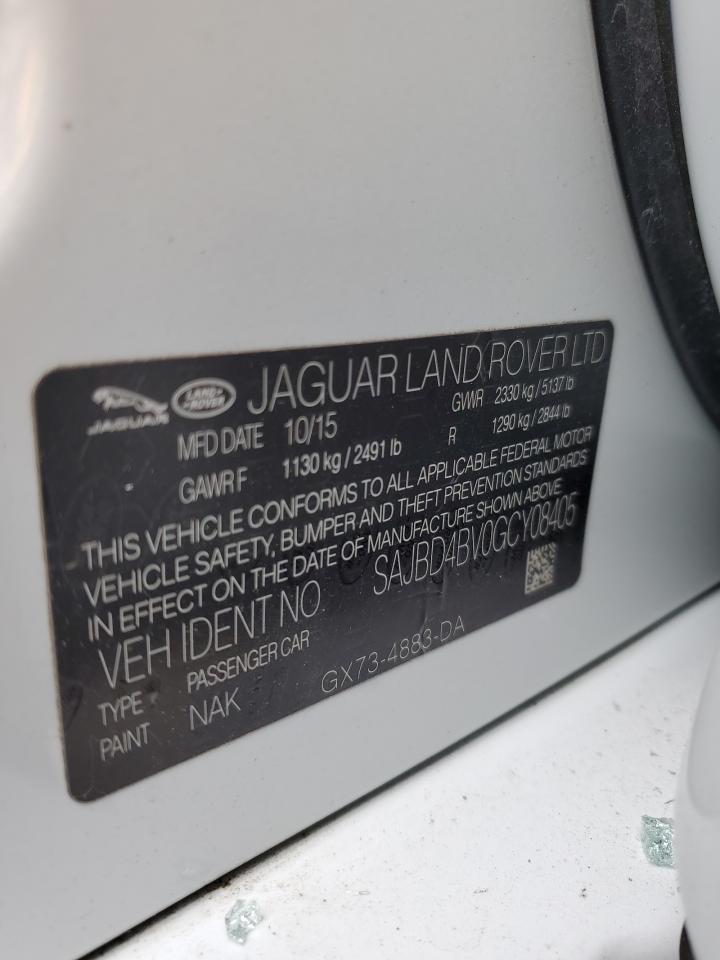 JAGUAR LAND ROVER JAGUAR LAND ROVER LTD
MFD DATE 10/15 GWR 2330 kg / 5137 lb
GAWR F 1130 kg / 2491 lb R 1290 kg / 2844 lb
THIS VEHICLE CONFORMS TO ALL APPLICABLE FEDERAL MOTOR
VEHICLE SAFETY, BUMPER AND THEFT PREVENTION STANDARDS
IN EFFECT ON THE DATE OF MANUFACTURE SHOWN ABOVE
VEH IDENT NO. SAJBD4BV0GCY08405
TYPE PASSENGER CAR
PAINT NAK GX73-4883-DA